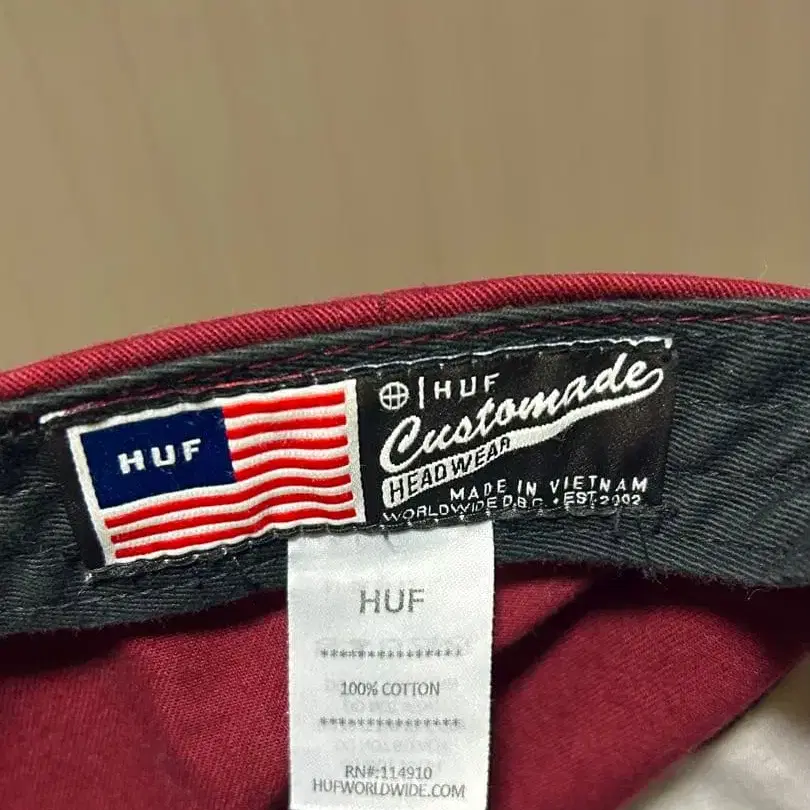 HUF
HUF
Customade
HEADWEAR
MADE IN VIETNAM
WORLDWIDE D.B.C. • EST. 2002
HUF
******************
100% COTTON
******************
RN#:114910
HUFWORLDWIDE.COM